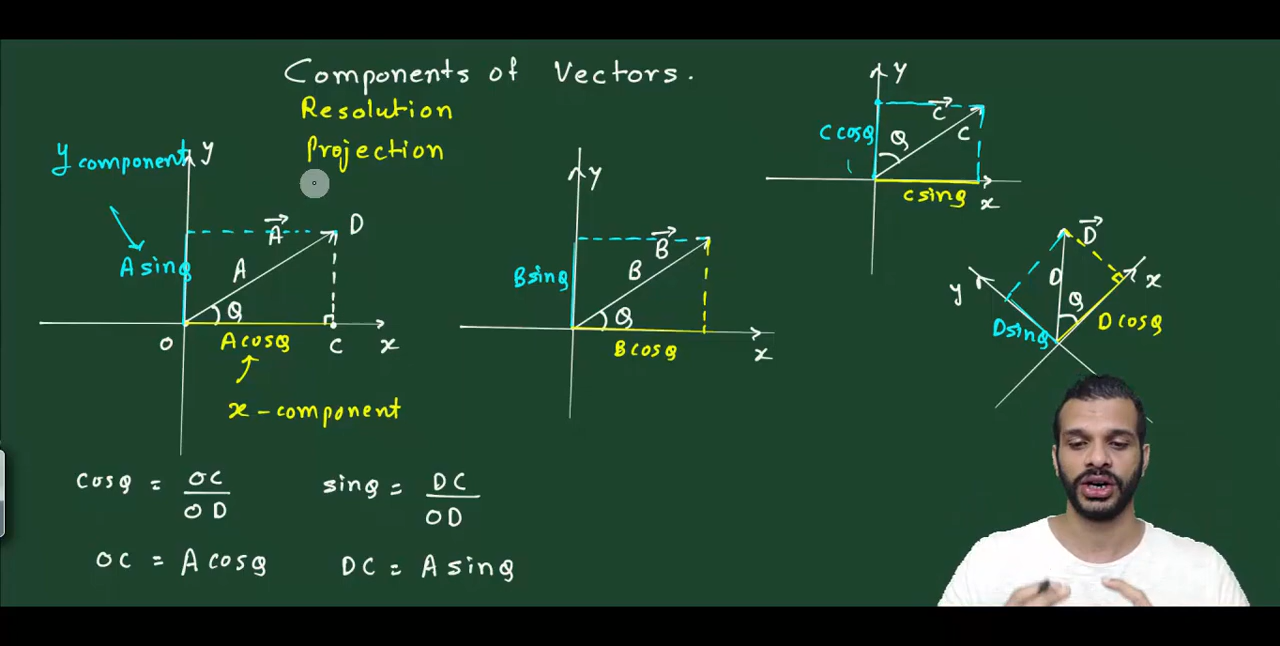 Components of Vectors.
Resolution
Projection
y component
y
A
D
A sinθ
A
θ
O
A cosθ
C
x
x - component
cosθ = OC / OD
sinθ = DC / OD
OC = A cosθ
DC = A sinθ
y
B
B
B sinθ
θ
B cosθ
x
y
C
C cosθ
θ
C
C sinθ
x
D
y
D
θ
x
D sinθ
D cosθ